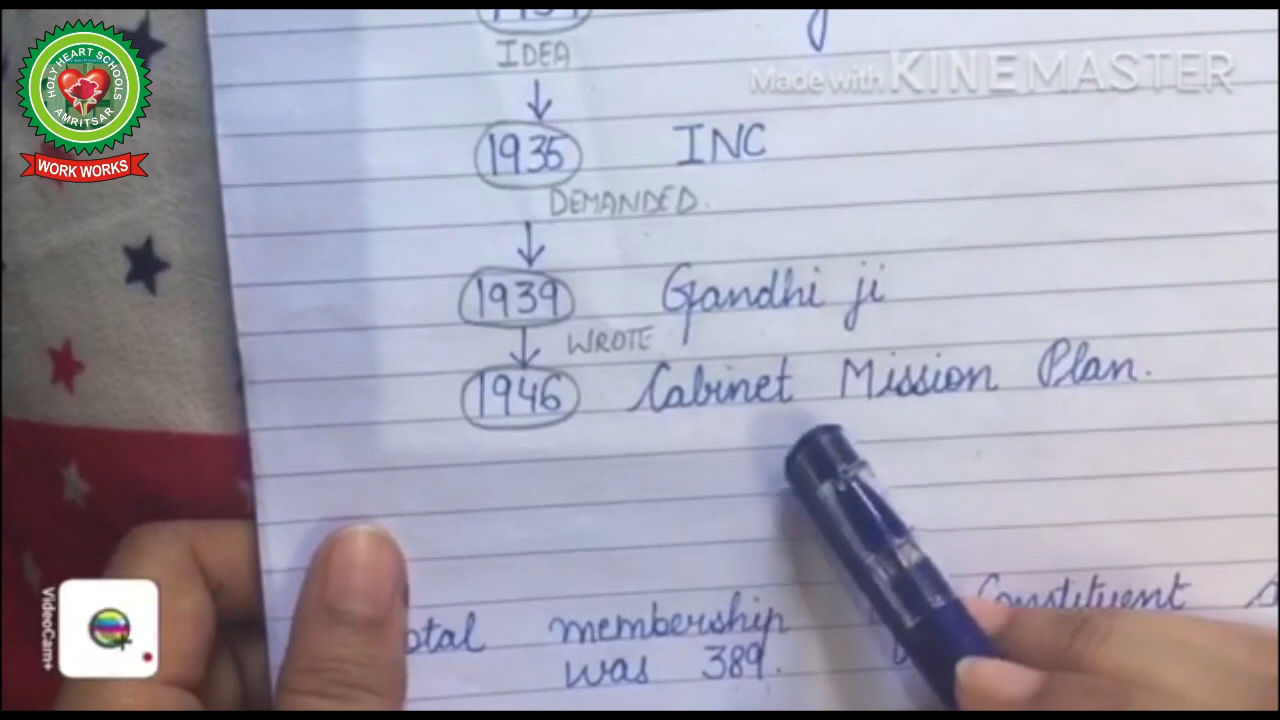 HOLY HEART SCHOOLS
AMRITSAR
WORK WORKS
Made with KINEMASTER
IDEA
1935 INC
DEMANDED.
1939 Gandhi ji
WROTE
1946 Cabinet Mission Plan.
Constituent
otal membership
was 389.
VideoCam+